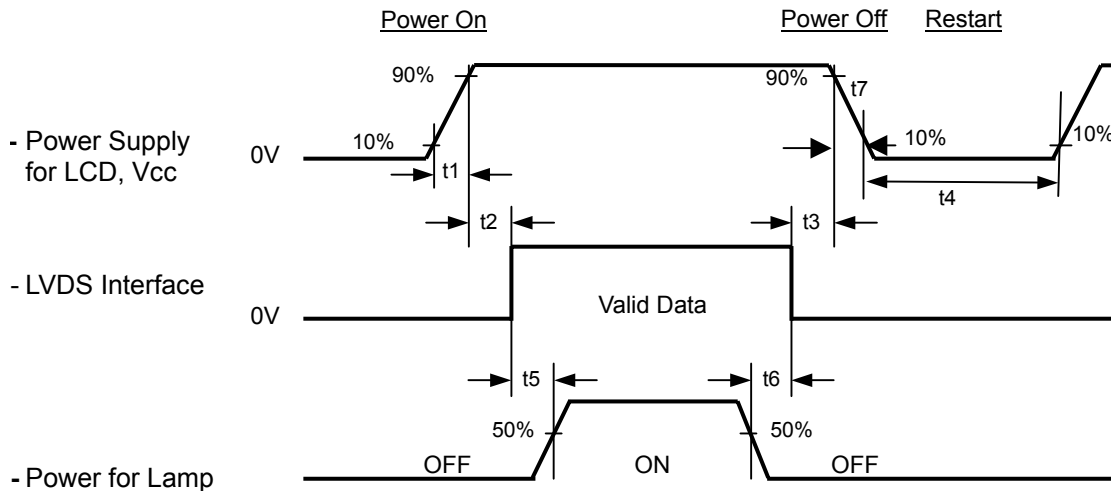 Power On
Power Off
Restart
90%
90%
t7
- Power Supply
for LCD, Vcc
0V
10%
10%
10%
t1
t4
t2
t3
- LVDS Interface
0V
Valid Data
t5
t6
50%
50%
- Power for Lamp
OFF
ON
OFF